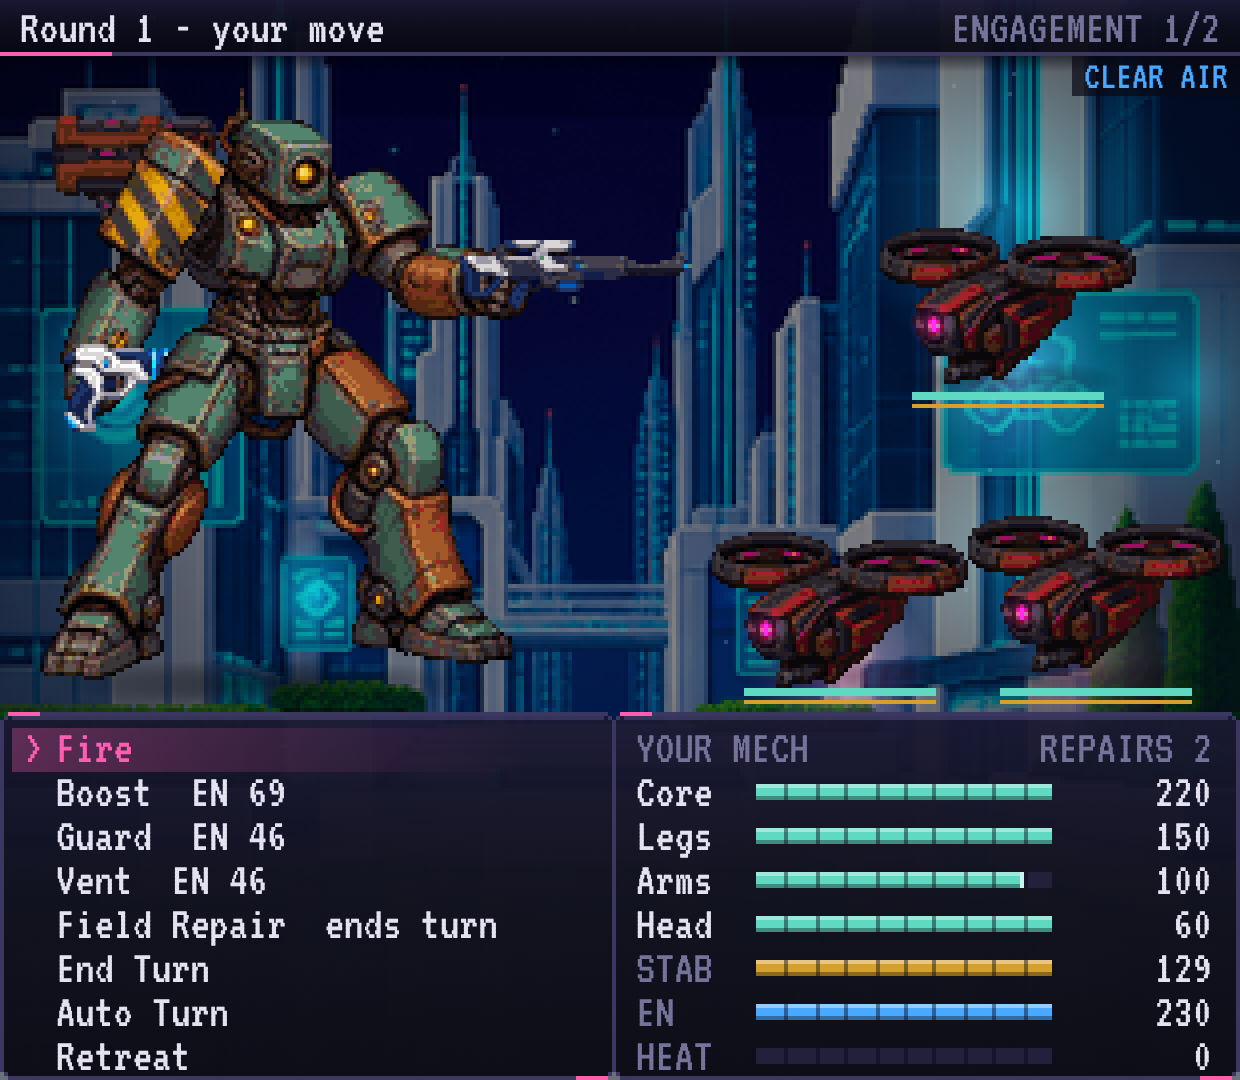 Round 1 - your move
ENGAGEMENT 1/2
CLEAR AIR
> Fire
Boost EN 69
Guard EN 46
Vent EN 46
Field Repair ends turn
End Turn
Auto Turn
Retreat
YOUR MECH REPAIRS 2
Core 220
Legs 150
Arms 100
Head 60
STAB 129
EN 230
HEAT 0